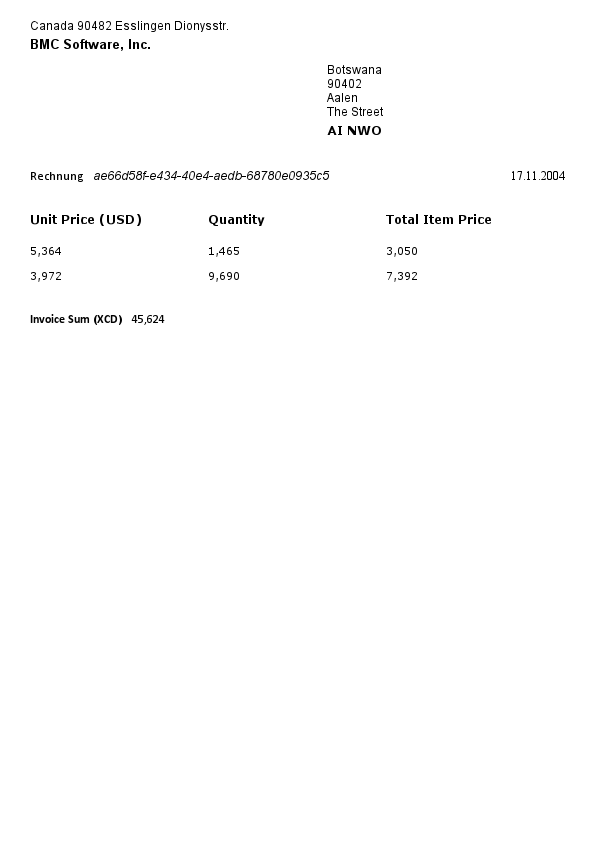 Canada 90482 Esslingen Dionysstr.
BMC Software, Inc.
Botswana
90402
Aalen
The Street
AI NWO
Rechnung ae66d58f-e434-40e4-aedb-68780e0935c5 17.11.2004
Unit Price (USD) Quantity Total Item Price
5,364 1,465 3,050
3,972 9,690 7,392
Invoice Sum (XCD) 45,624